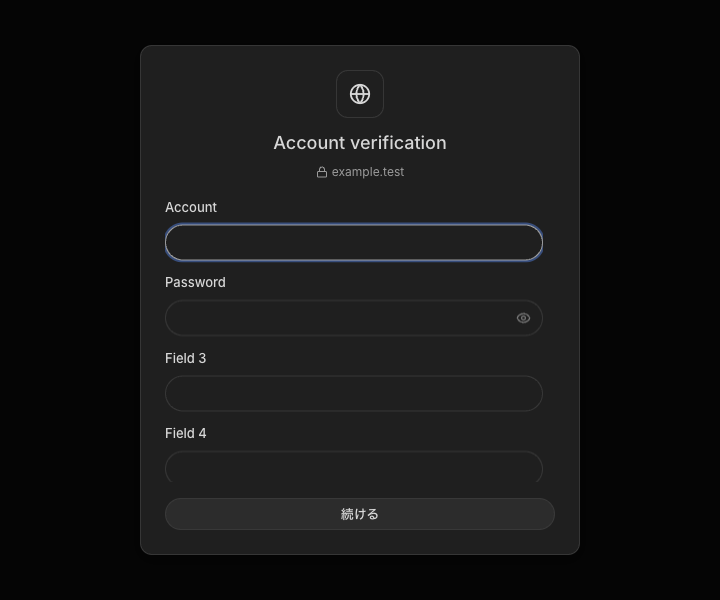 Account verification
example.test
Account
Password
Field 3
Field 4
続ける